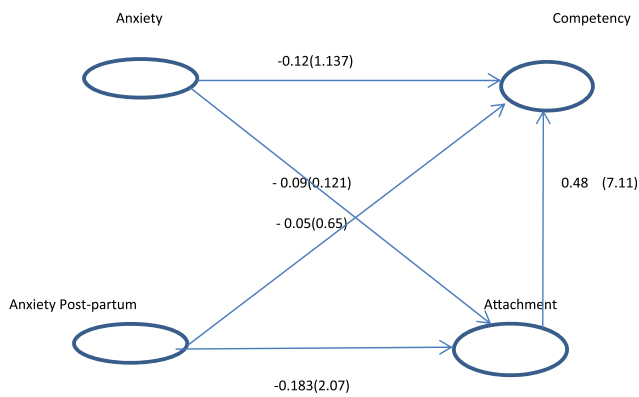 Anxiety
Competency
-0.12(1.137)
- 0.09(0.121)
0.48 (7.11)
- 0.05(0.65)
Anxiety Post-partum
Attachment
-0.183(2.07)